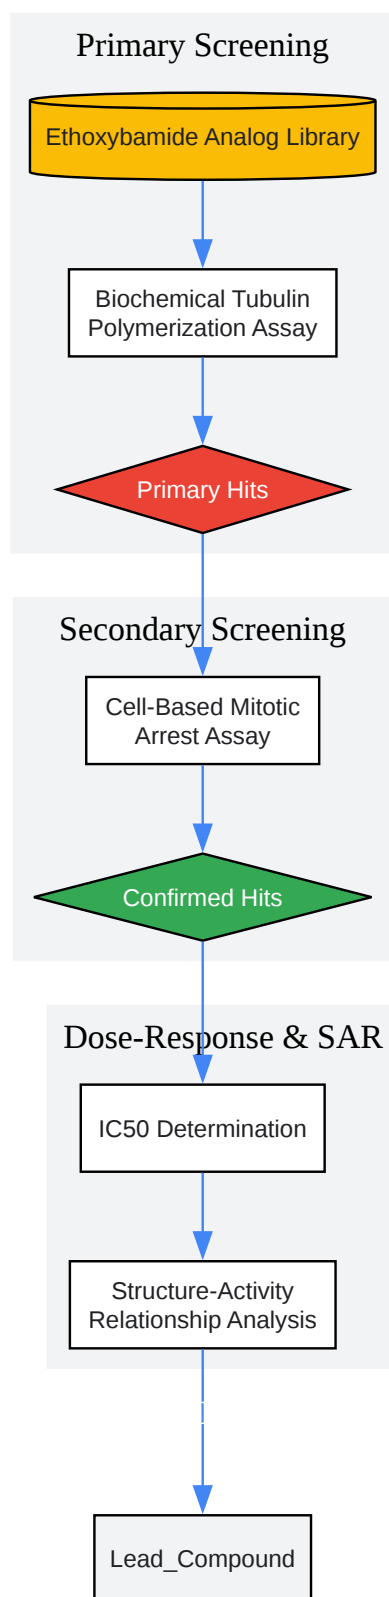 Primary Screening
Ethoxybamide Analog Library
Biochemical Tubulin
Polymerization Assay
Primary Hits
Secondary Screening
Cell-Based Mitotic
Arrest Assay
Confirmed Hits
Dose-Response & SAR
IC50 Determination
Structure-Activity
Relationship Analysis
Lead_Compound